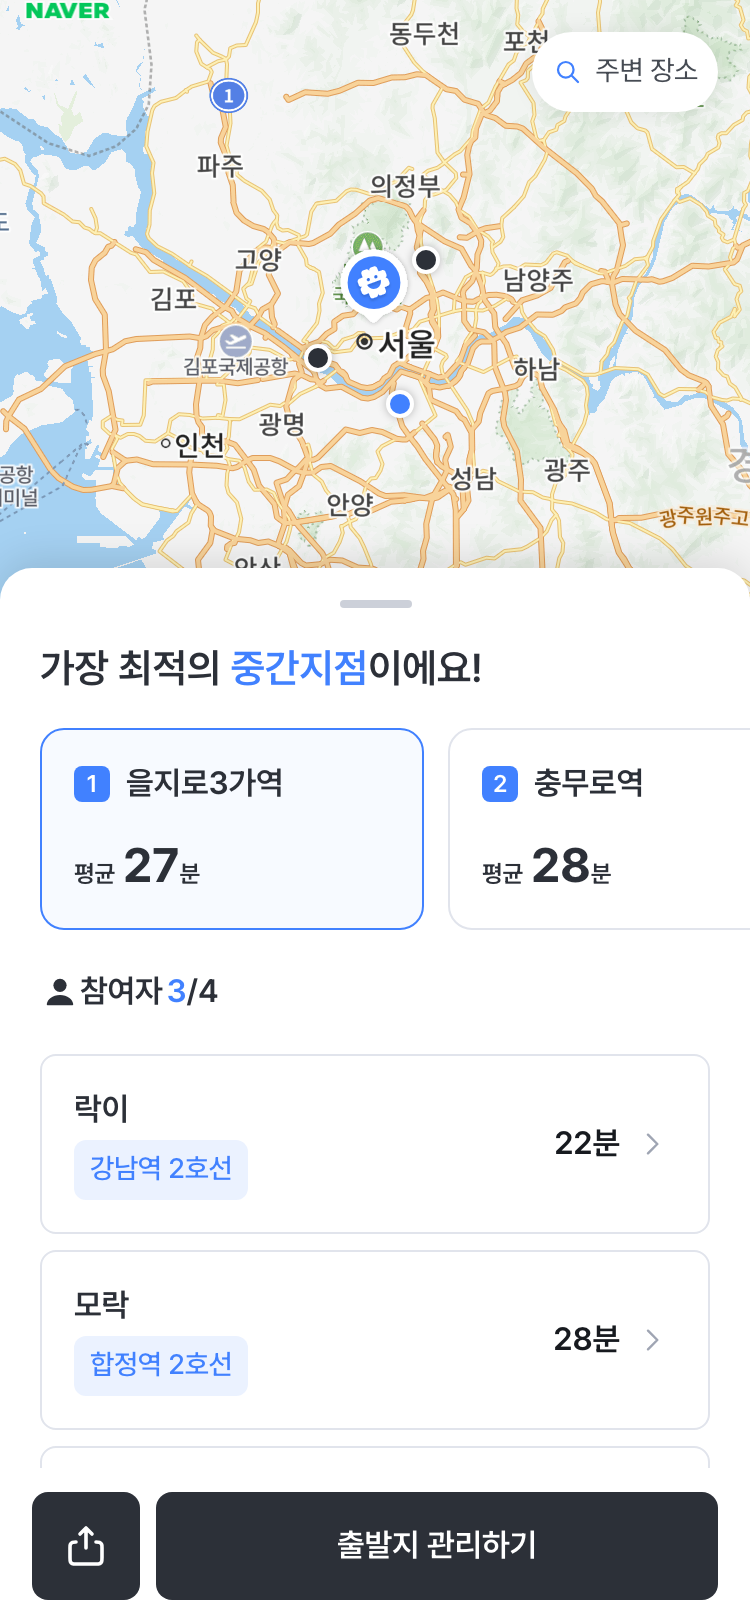 NAVER
동두천
포천
주변 장소
1
파주
의정부
고양
남양주
김포
서울
김포국제공항
하남
광명
인천
성남
광주
공항
안양
광주원주고
안산
가장 최적의 중간지점이에요!
1 을지로3가역
평균 27분
2 충무로역
평균 28분
참여자 3/4
락이
강남역 2호선
22분
모락
합정역 2호선
28분
출발지 관리하기